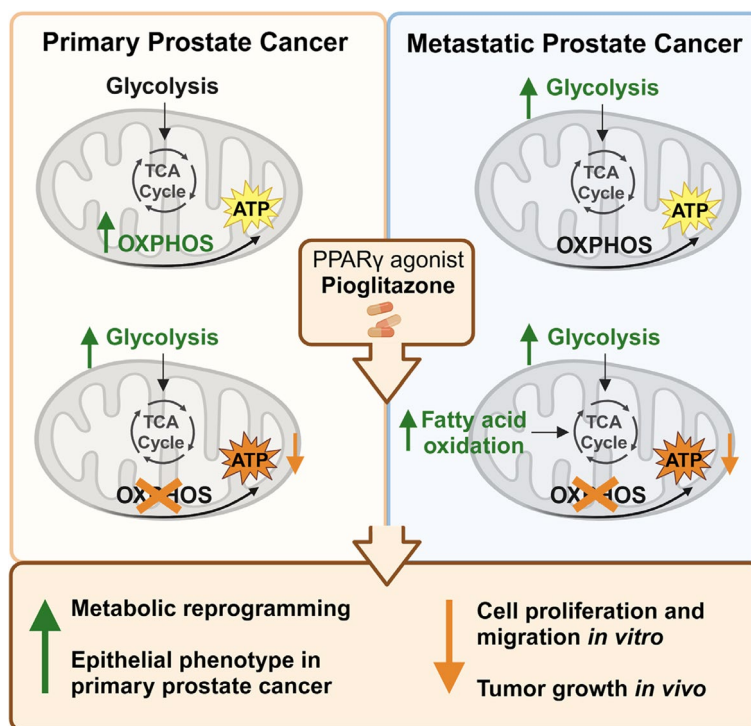 Primary Prostate Cancer
Glycolysis
TCA
Cycle
ATP
OXPHOS
Metastatic Prostate Cancer
Glycolysis
TCA
Cycle
ATP
OXPHOS
PPARγ agonist
Pioglitazone
Glycolysis
TCA
Cycle
ATP
OXPHOS
Glycolysis
Fatty acid
oxidation
TCA
Cycle
ATP
OXPHOS
Metabolic reprogramming
Epithelial phenotype in
primary prostate cancer
Cell proliferation and
migration in vitro
Tumor growth in vivo